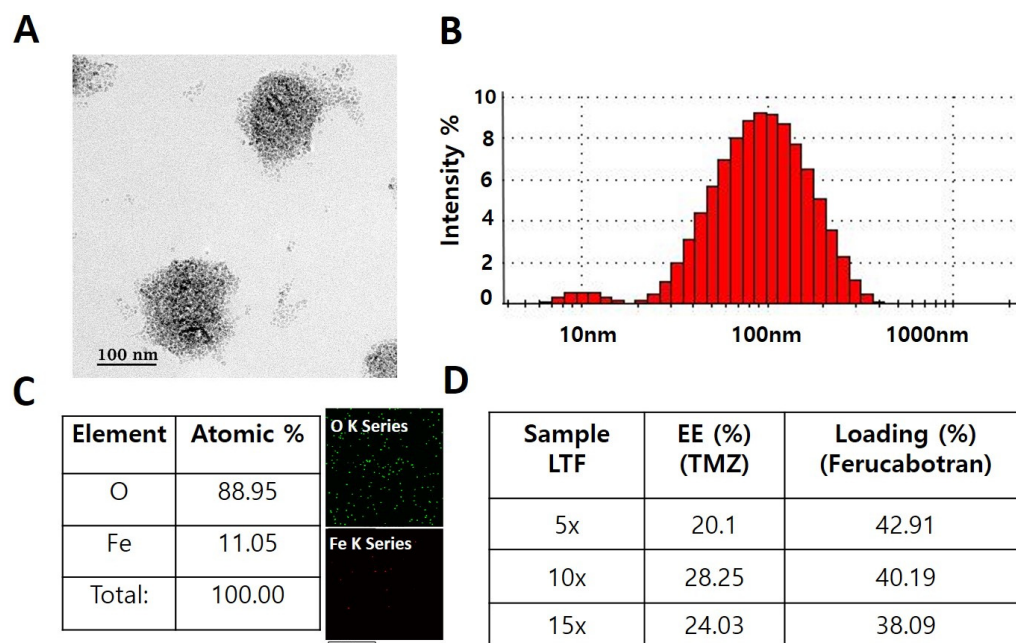 A
100 nm
B
Intensity %
10
8
6
4
2
0
10nm 100nm 1000nm
C
Element Atomic %
O 88.95
Fe 11.05
Total: 100.00
O K Series
Fe K Series
D
Sample LTF EE (%) (TMZ) Loading (%) (Ferucabotran)
5x 20.1 42.91
10x 28.25 40.19
15x 24.03 38.09